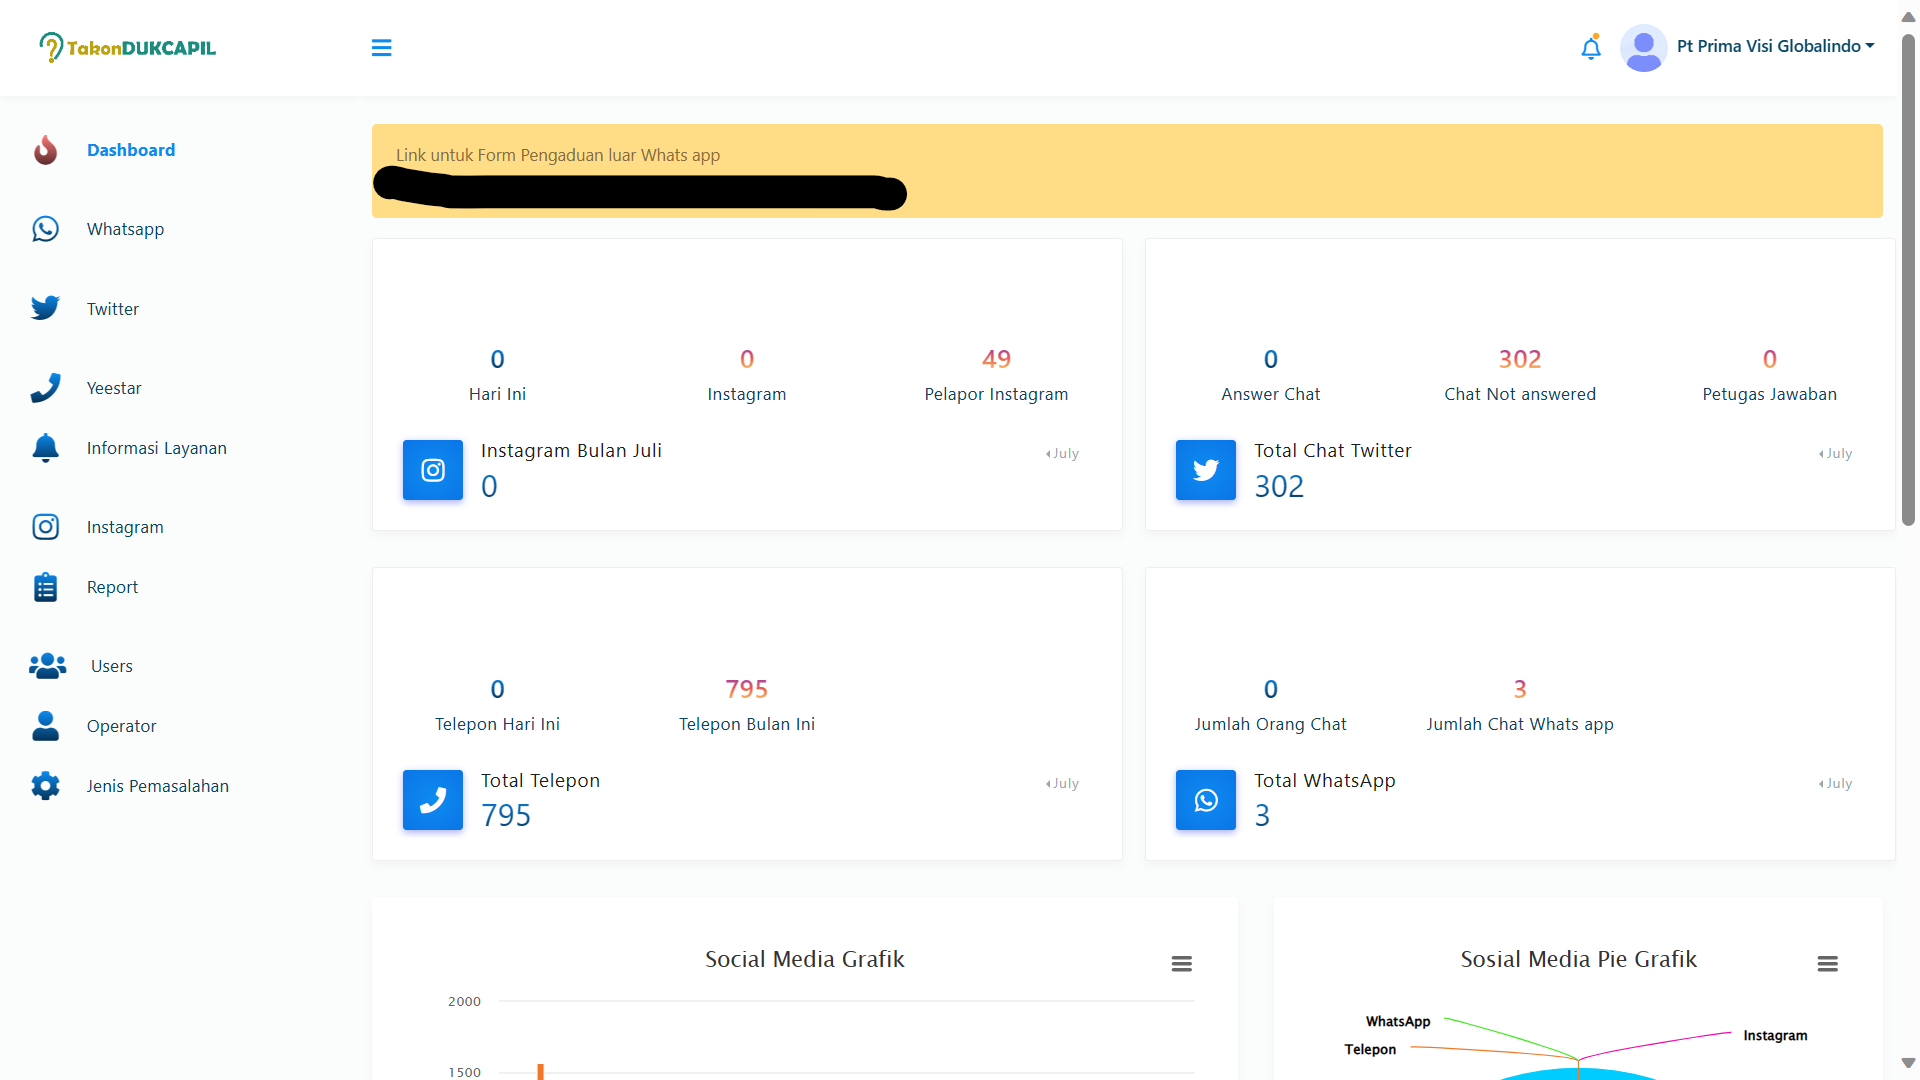 TakonDUKCAPIL
Pt Prima Visi Globalindo
Dashboard
Whatsapp
Twitter
Yeestar
Informasi Layanan
Instagram
Report
Users
Operator
Jenis Pemasalahan
Link untuk Form Pengaduan luar Whats app
0
Hari Ini
0
Instagram
49
Pelapor Instagram
Instagram Bulan Juli
July
0
0
Answer Chat
302
Chat Not answered
0
Petugas Jawaban
Total Chat Twitter
July
302
0
Telepon Hari Ini
795
Telepon Bulan Ini
Total Telepon
July
795
0
Jumlah Orang Chat
3
Jumlah Chat Whats app
Total WhatsApp
July
3
Social Media Grafik
2000
1500
Sosial Media Pie Grafik
WhatsApp
Instagram
Telepon